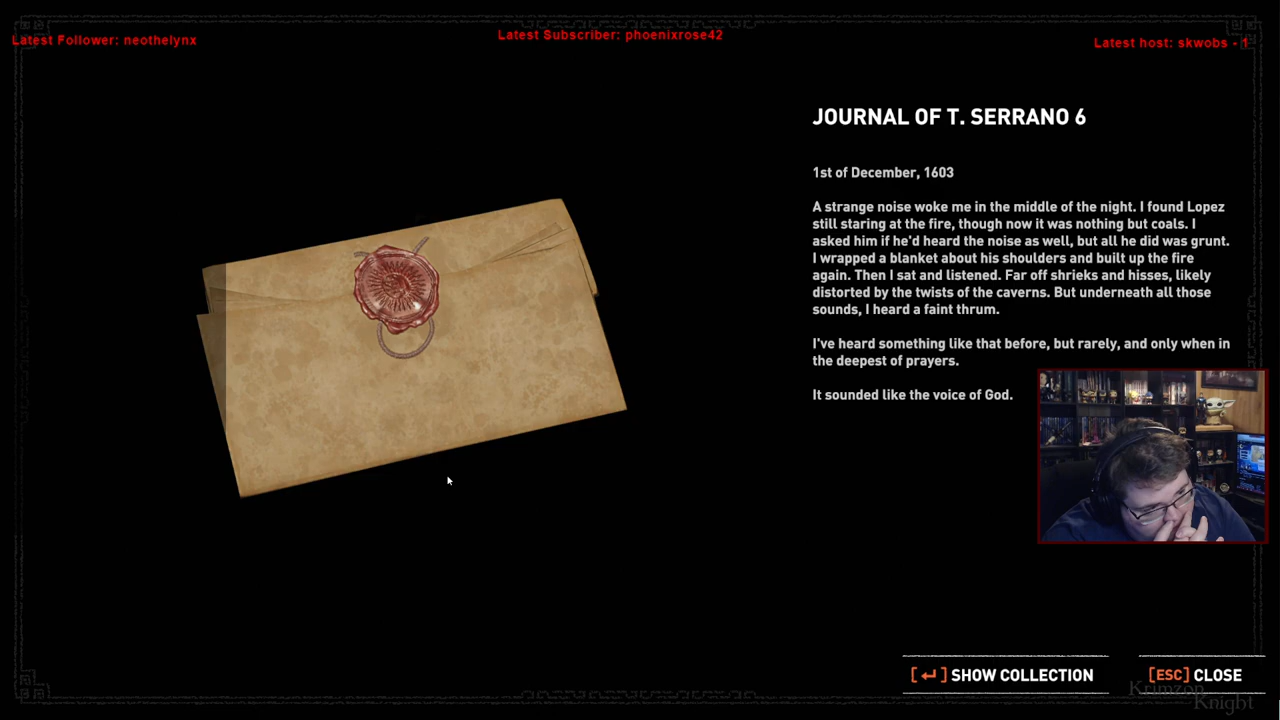 Latest Follower: neothelynx
Latest Subscriber: phoenixrose42
Latest host: skwobs - 1
JOURNAL OF T. SERRANO 6
1st of December, 1603
A strange noise woke me in the middle of the night. I found Lopez
still staring at the fire, though now it was nothing but coals. I
asked him if he'd heard the noise as well, but all he did was grunt.
I wrapped a blanket about his shoulders and built up the fire
again. Then I sat and listened. Far off shrieks and hisses, likely
distorted by the twists of the caverns. But underneath all those
sounds, I heard a faint thrum.
I've heard something like that before, but rarely, and only when in
the deepest of prayers.
It sounded like the voice of God.
[↵] SHOW COLLECTION
[ESC] CLOSE
Krimzon
Knight